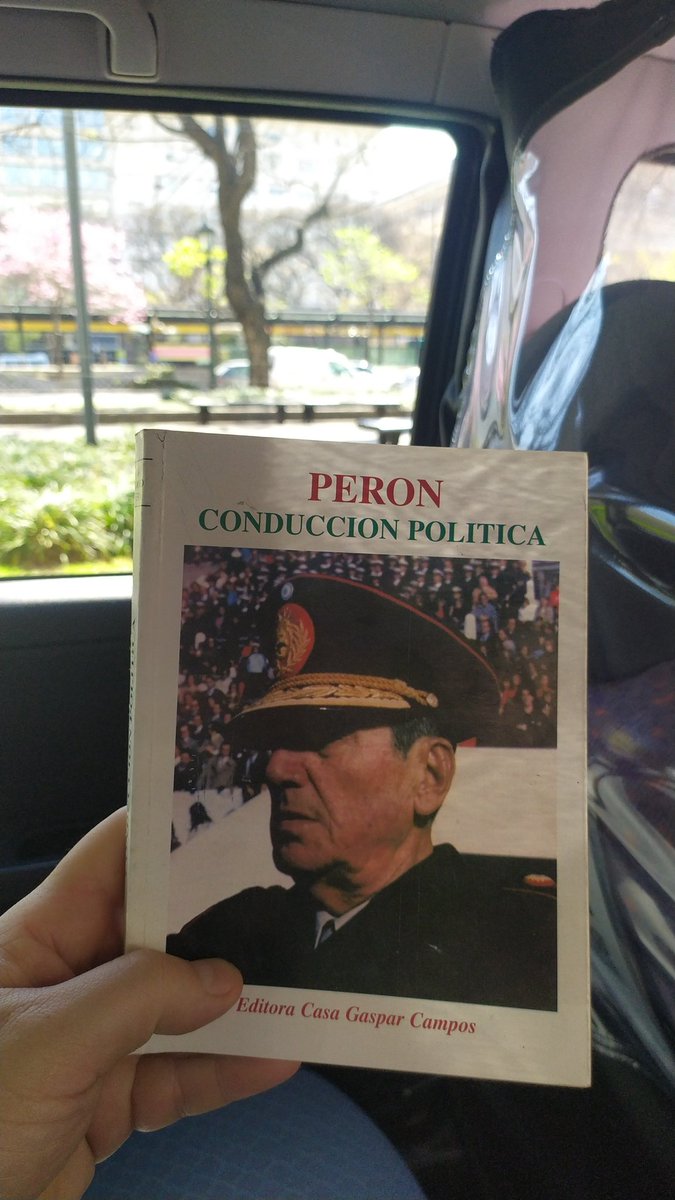 PERON
CONDUCCION POLITICA
Editora Casa Gaspar Campos